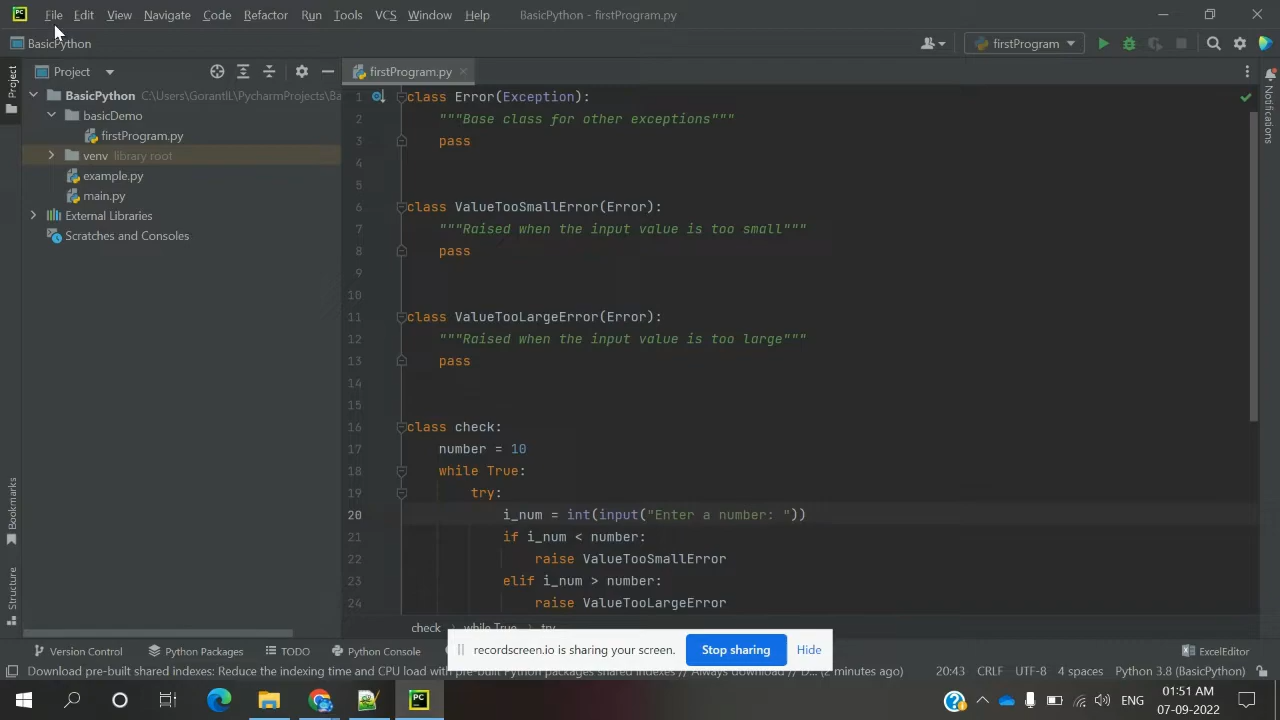 PC File Edit View Navigate Code Refactor Run Tools VCS Window Help BasicPython - firstProgram.py
BasicPython firstProgram
Project firstProgram.py
Project
Notifications
Bookmarks
Structure
BasicPython C:\Users\GorantlL\PycharmProjects\Ba
basicDemo
firstProgram.py
venv library root
example.py
main.py
External Libraries
Scratches and Consoles
1 class Error(Exception):
2 """Base class for other exceptions"""
3 pass
4
5
6 class ValueTooSmallError(Error):
7 """Raised when the input value is too small"""
8 pass
9
10
11 class ValueTooLargeError(Error):
12 """Raised when the input value is too large"""
13 pass
14
15
16 class check:
17 number = 10
18 while True:
19 try:
20 i_num = int(input("Enter a number: "))
21 if i_num < number:
22 raise ValueTooSmallError
23 elif i_num > number:
24 raise ValueTooLargeError
check while True try
recordscreen.io is sharing your screen. Stop sharing Hide
Version Control Python Packages TODO Python Console ExcelEditor
Download pre-built shared indexes: Reduce the indexing time and CPU load with pre-built shared indexes // Always download // D... (2 minutes ago) 20:43 CRLF UTF-8 4 spaces Python 3.8 (BasicPython)
PC ENG 01:51 AM
07-09-2022